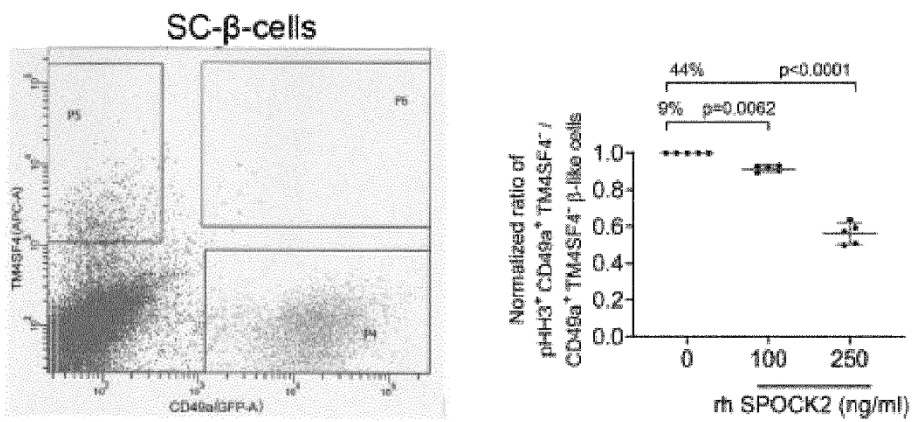 SC-β-cells
P5
P6
P4
TM4SF4 (APC-A)
CD49a(GFP-A)
44% p<0.0001
9% p=0.0062
Normalized ratio of
pHH3⁺ CD49a⁺ TM4SF4⁻ /
CD49a⁺ TM4SF4⁻ β-like cells
1.0
0.8
0.6
0.4
0.2
0.0
0 100 250
rh SPOCK2 (ng/ml)